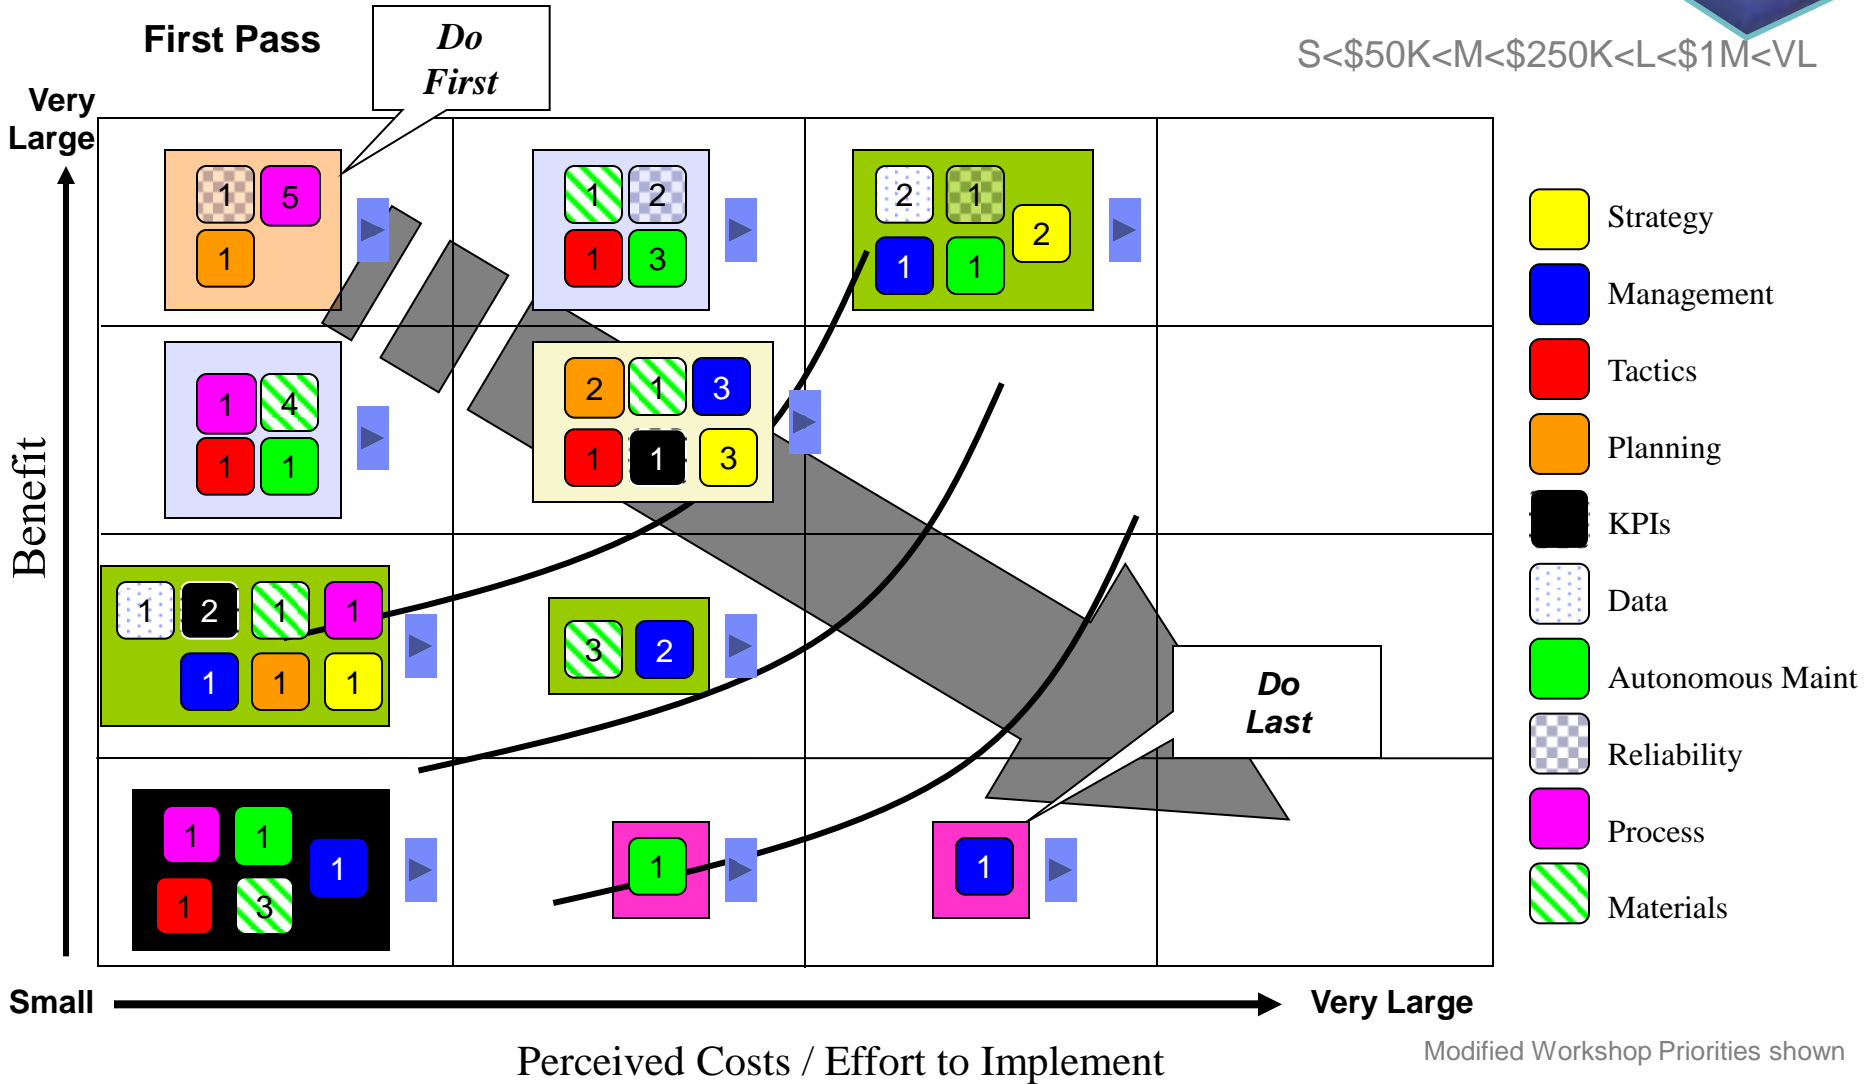 First Pass
Do
First
S<$50K<M<$250K<L<$1M<VL
Very
Large
1 5
1
1 2
1 3
2 1
2
1 1
1 4
1 1
2 1 3
1 1 3
1 2 1 1
1 1 1
3 2
1 1
1
1 3
1
1
Do
Last
Benefit
Strategy
Management
Tactics
Planning
KPIs
Data
Autonomous Maint
Reliability
Process
Materials
Small
Very Large
Perceived Costs / Effort to Implement
Modified Workshop Priorities shown